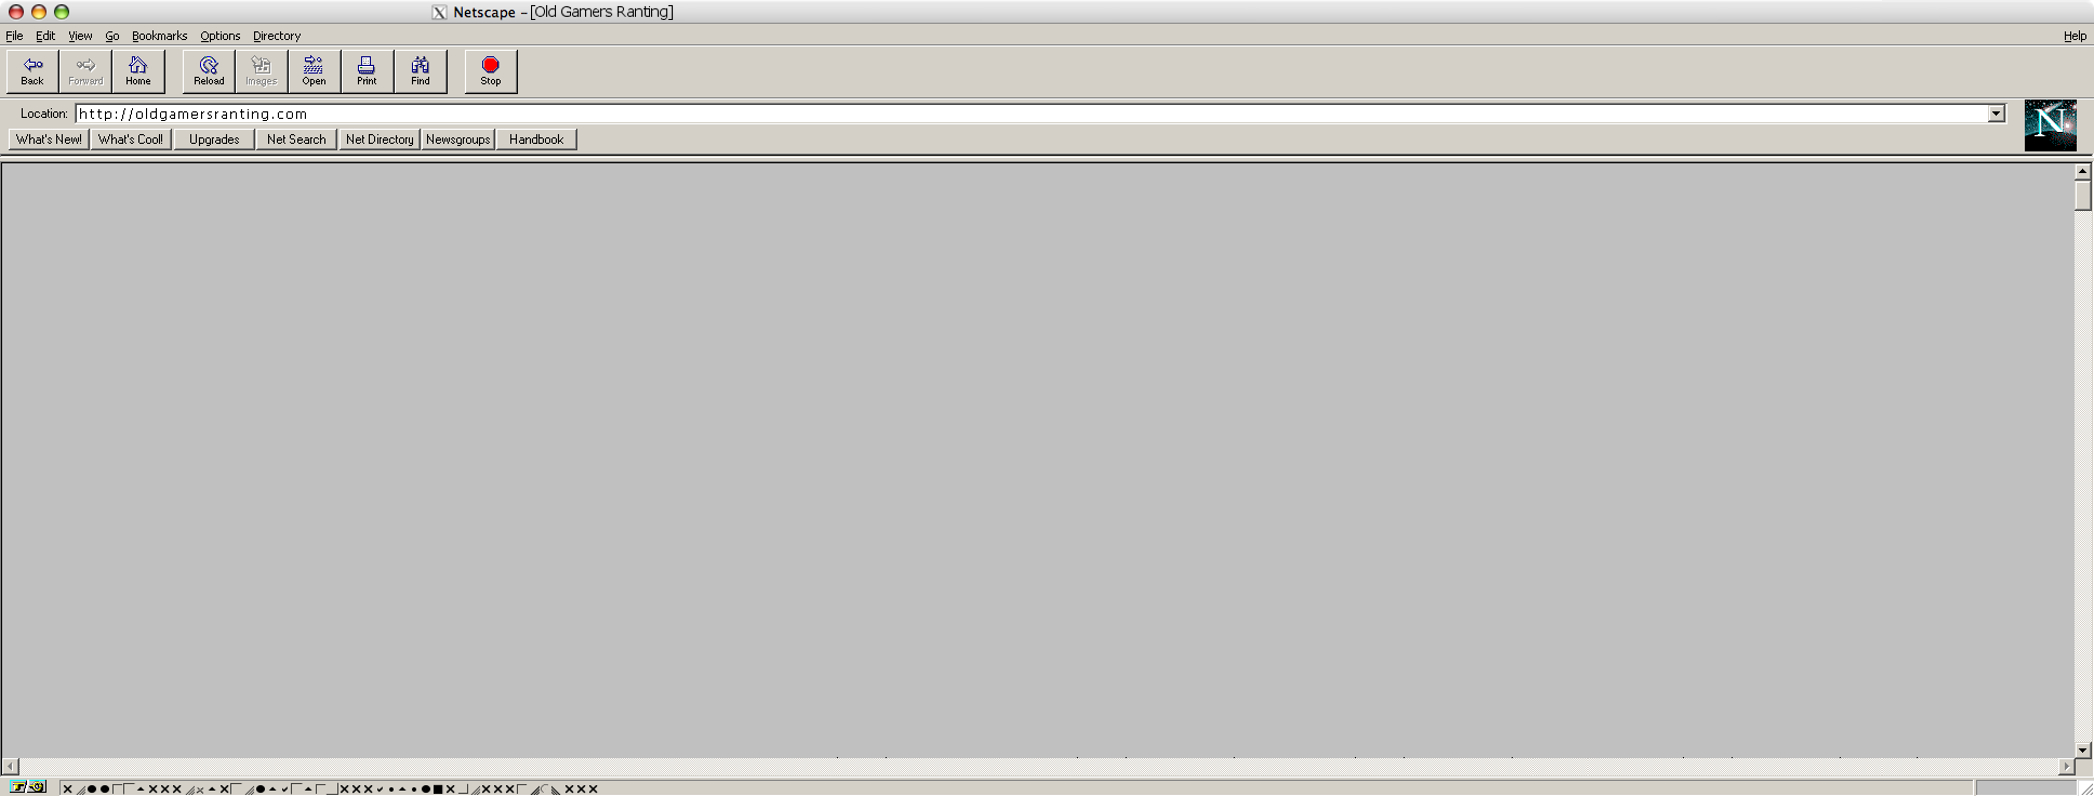 Netscape - [Old Gamers Ranting]
File Edit View Go Bookmarks Options Directory Help
Back Forward Home Reload Images Open Print Find Stop
Location: http://oldgamersranting.com
N
What's New! What's Cool! Upgrades Net Search Net Directory Newsgroups Handbook